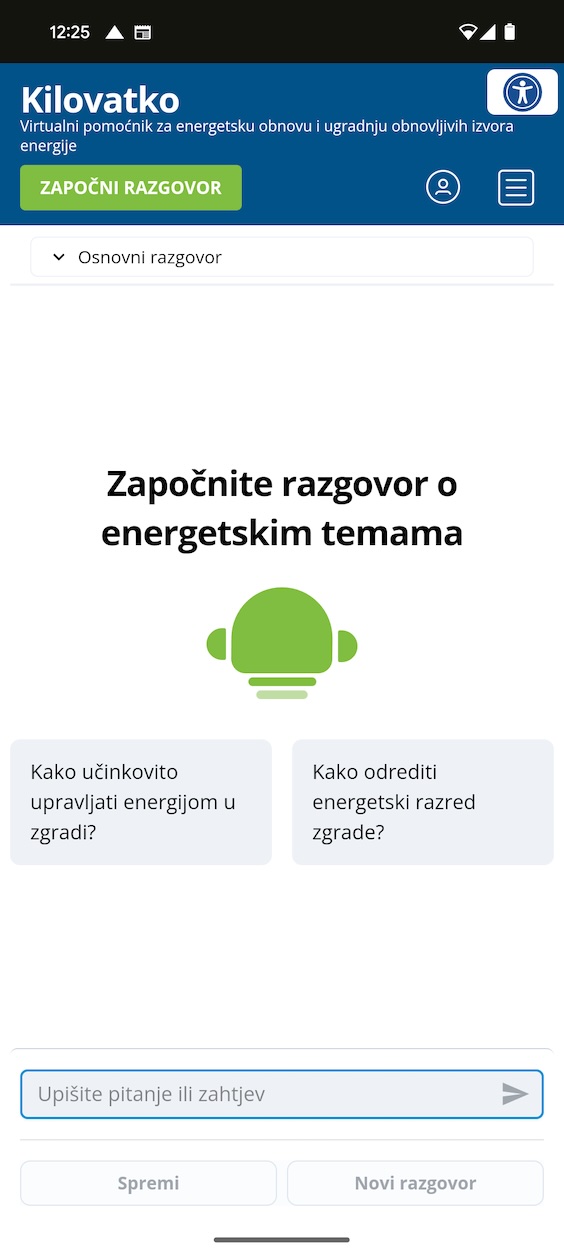 12:25
Kilovatko
Virtualni pomoćnik za energetsku obnovu i ugradnju obnovljivih izvora
energije
ZAPOČNI RAZGOVOR
Osnovni razgovor
Započnite razgovor o
energetskim temama
Kako učinkovito
upravljati energijom u
zgradi?
Kako odrediti
energetski razred
zgrade?
Upišite pitanje ili zahtjev
Spremi
Novi razgovor